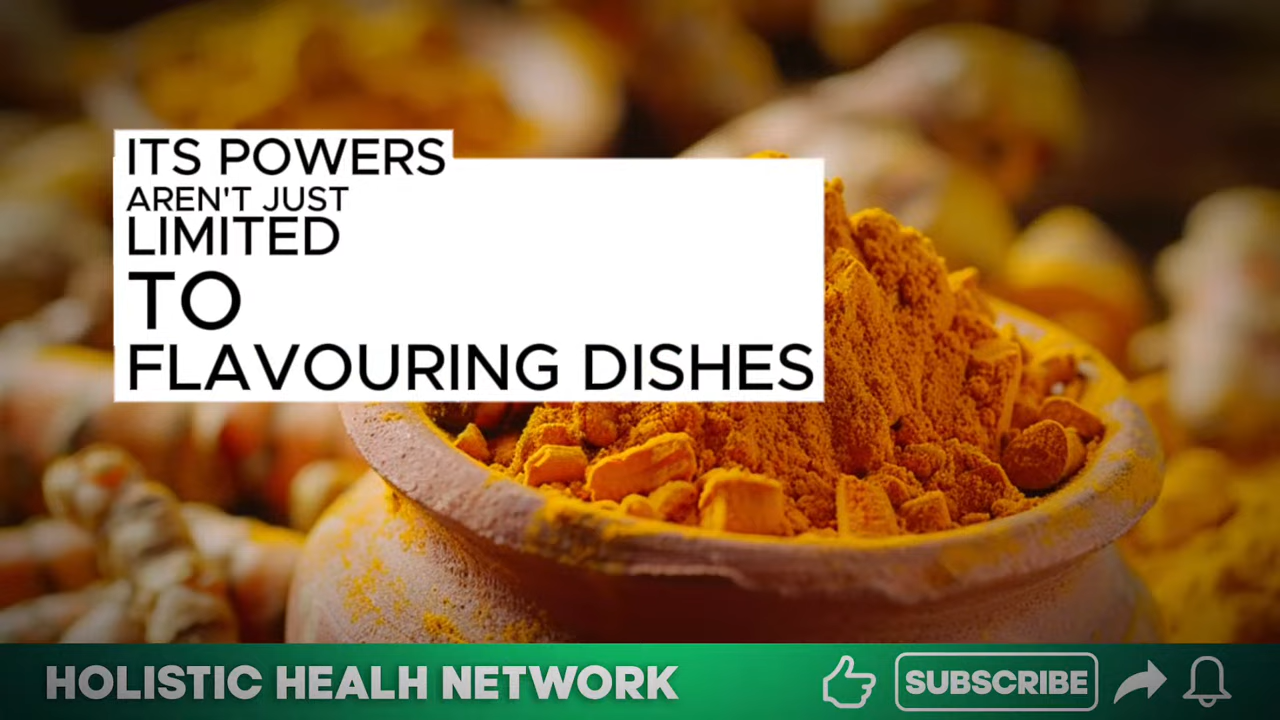 ITS POWERS
AREN'T JUST
LIMITED
TO
FLAVOURING DISHES
HOLISTIC HEALH NETWORK
SUBSCRIBE